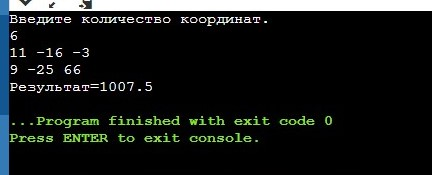 Введите количество координат.
6
11 -16 -3
9 -25 66
Результат=1007.5
...Program finished with exit code 0
Press ENTER to exit console.